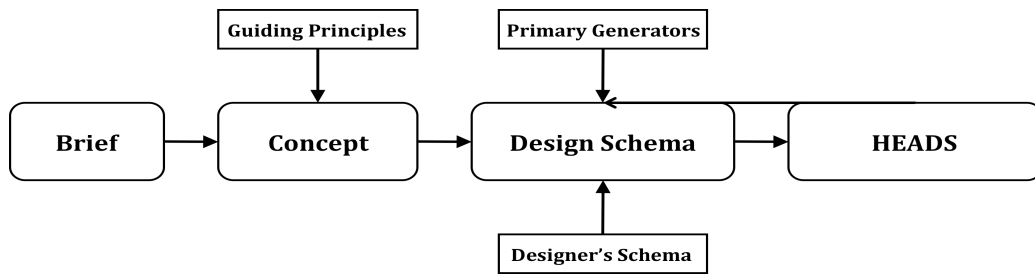 Guiding Principles
Primary Generators
Brief
Concept
Design Schema
HEADS
Designer’s Schema